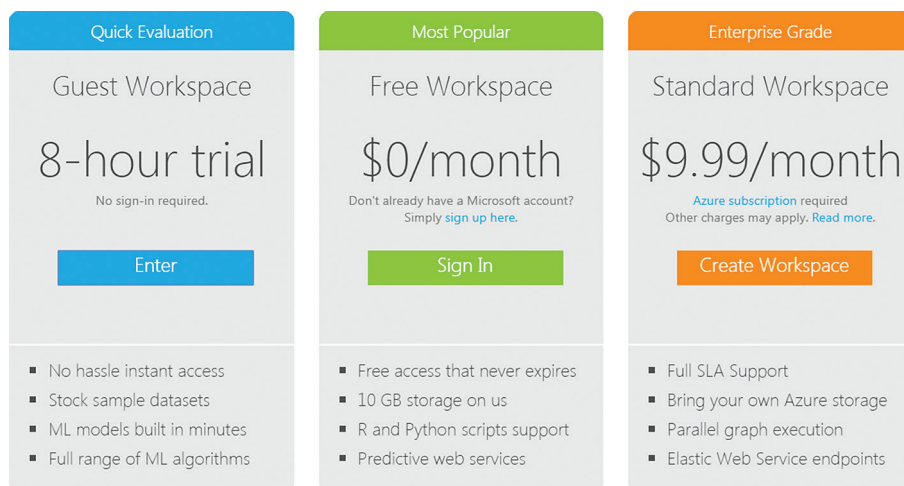 Quick Evaluation
Guest Workspace
8-hour trial
No sign-in required.
Enter
No hassle instant access
Stock sample datasets
ML models built in minutes
Full range of ML algorithms
Most Popular
Free Workspace
$0/month
Don't already have a Microsoft account?
Simply sign up here.
Sign In
Free access that never expires
10 GB storage on us
R and Python scripts support
Predictive web services
Enterprise Grade
Standard Workspace
$9.99/month
Azure subscription required
Other charges may apply. Read more.
Create Workspace
Full SLA Support
Bring your own Azure storage
Parallel graph execution
Elastic Web Service endpoints